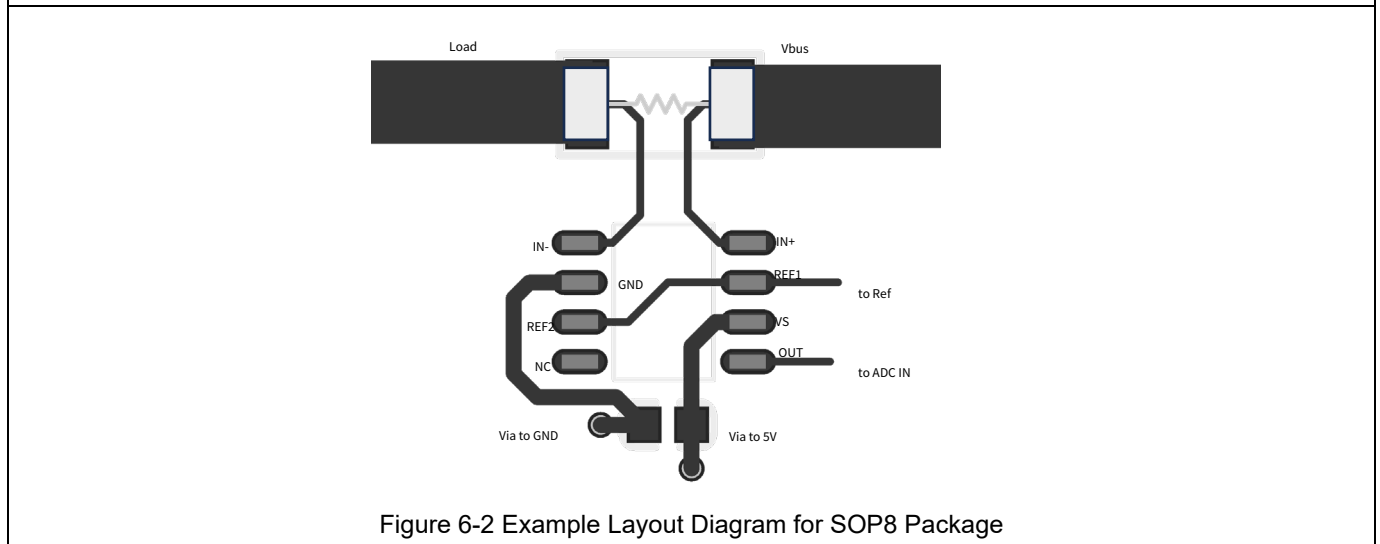 Load
Vbus
IN-
IN+
GND
REF1
to Ref
REF2
VS
NC
OUT
to ADC IN
Via to GND
Via to 5V
Figure 6-2 Example Layout Diagram for SOP8 Package